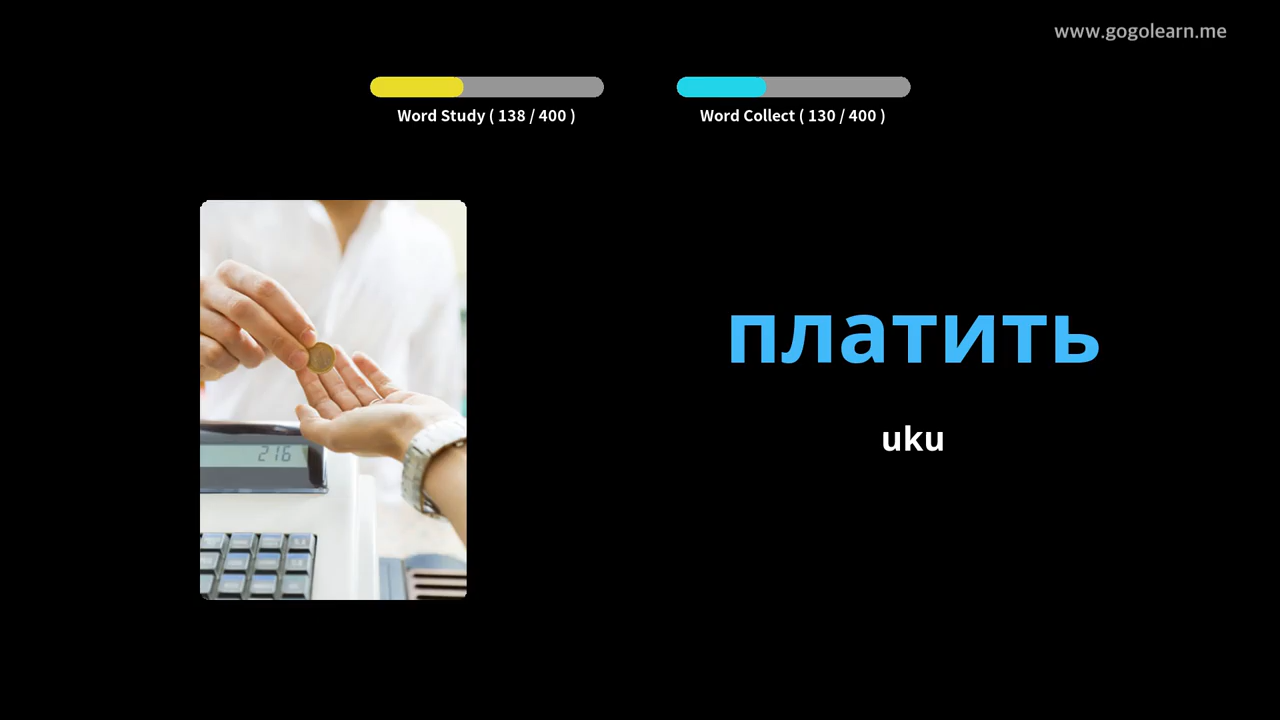 www.gogolearn.me
Word Study ( 138 / 400 )
Word Collect ( 130 / 400 )
платить
uku
216